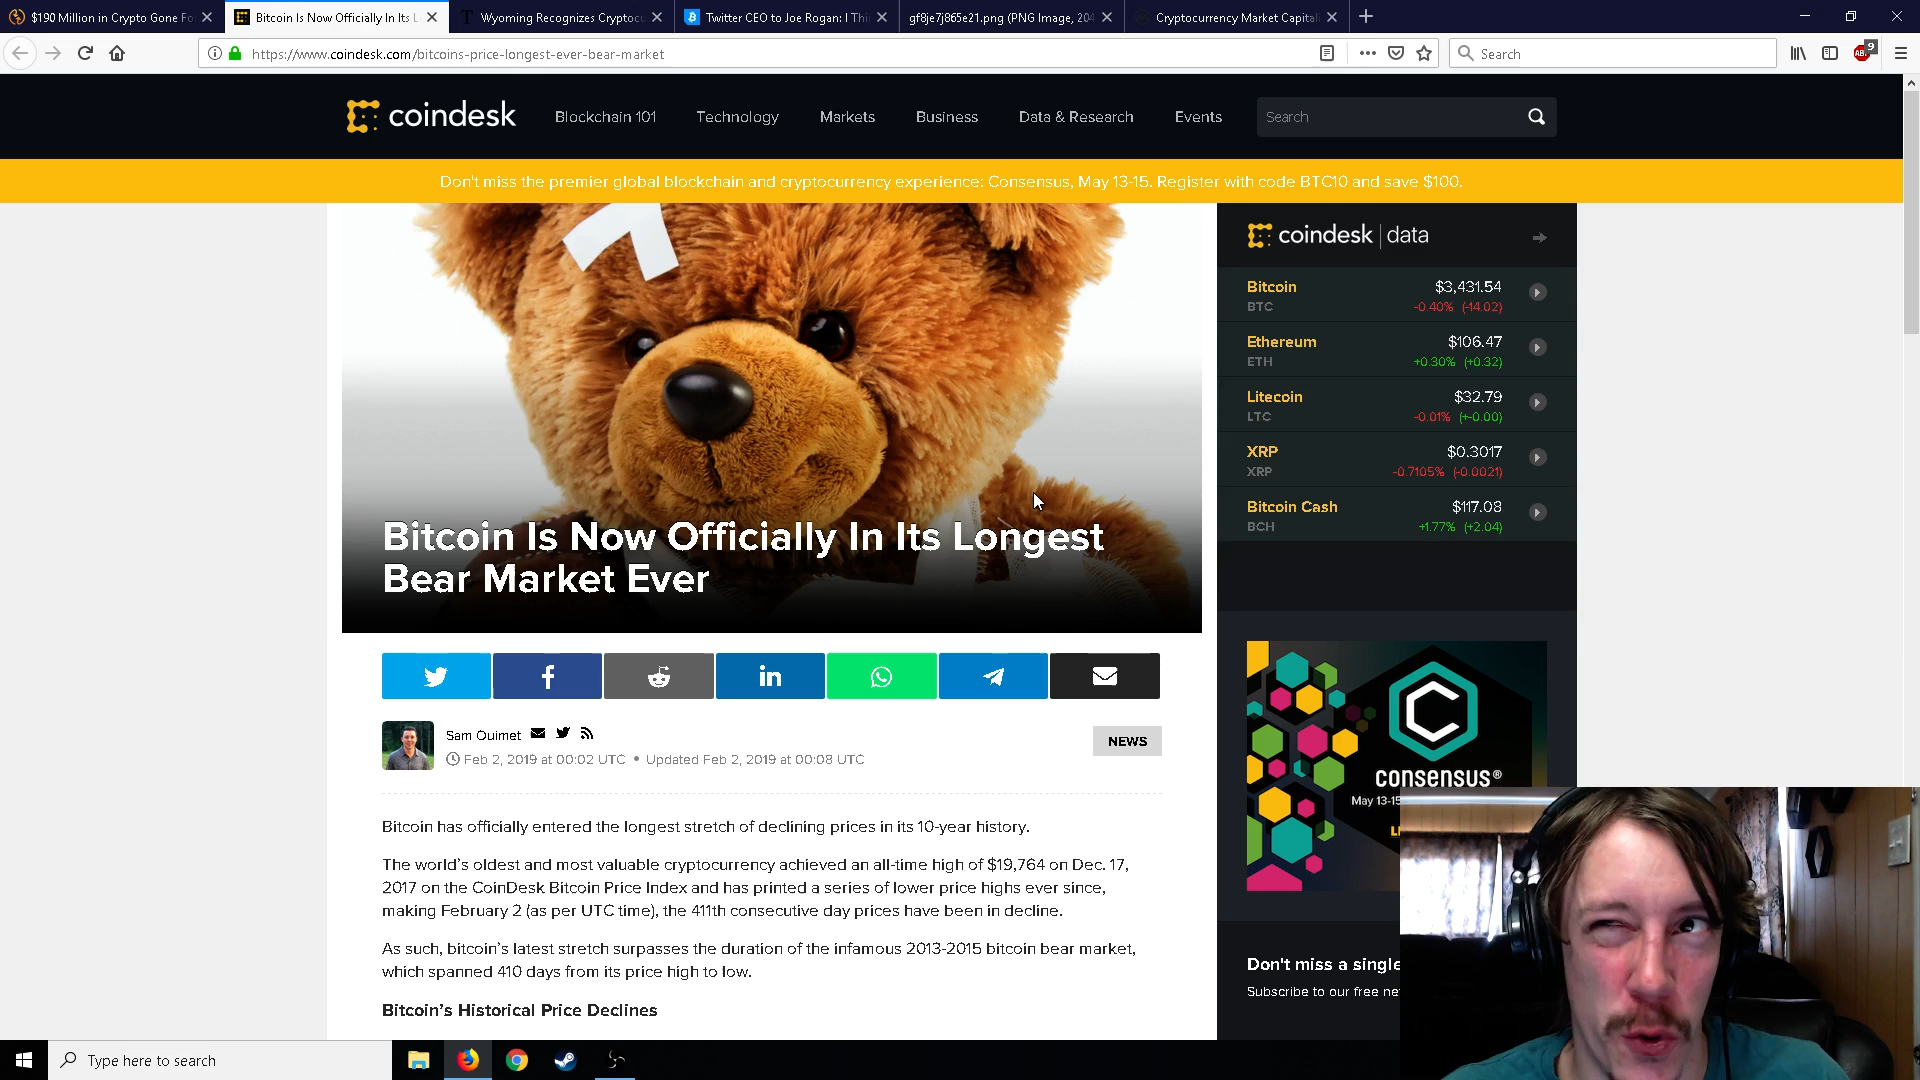 $190 Million in Crypto Gone Fo
Bitcoin Is Now Officially In Its L
Wyoming Recognizes Cryptocu
Twitter CEO to Joe Rogan: I Thi
gf8je7j865e21.png (PNG Image, 204
Cryptocurrency Market Capital
https://www.coindesk.com/bitcoins-price-longest-ever-bear-market
Search
ABP
9
coindesk
Blockchain 101
Technology
Markets
Business
Data & Research
Events
Search
Don't miss the premier global blockchain and cryptocurrency experience: Consensus, May 13-15. Register with code BTC10 and save $100.
Bitcoin Is Now Officially In Its Longest
Bear Market Ever
Sam Ouimet
Feb 2, 2019 at 00:02 UTC • Updated Feb 2, 2019 at 00:08 UTC
NEWS
Bitcoin has officially entered the longest stretch of declining prices in its 10-year history.
The world's oldest and most valuable cryptocurrency achieved an all-time high of $19,764 on Dec. 17,
2017 on the CoinDesk Bitcoin Price Index and has printed a series of lower price highs ever since,
making February 2 (as per UTC time), the 411th consecutive day prices have been in decline.
As such, bitcoin's latest stretch surpasses the duration of the infamous 2013-2015 bitcoin bear market,
which spanned 410 days from its price high to low.
Bitcoin's Historical Price Declines
coindesk | data
Bitcoin $3,431.54
BTC -0.40% (-14.02)
Ethereum $106.47
ETH +0.30% (+0.32)
Litecoin $32.79
LTC -0.01% (+-0.00)
XRP $0.3017
XRP -0.7105% (-0.0021)
Bitcoin Cash $117.08
BCH +1.77% (+2.04)
consensus®
May 13-15
Don't miss a single
Subscribe to our free ne
Type here to search